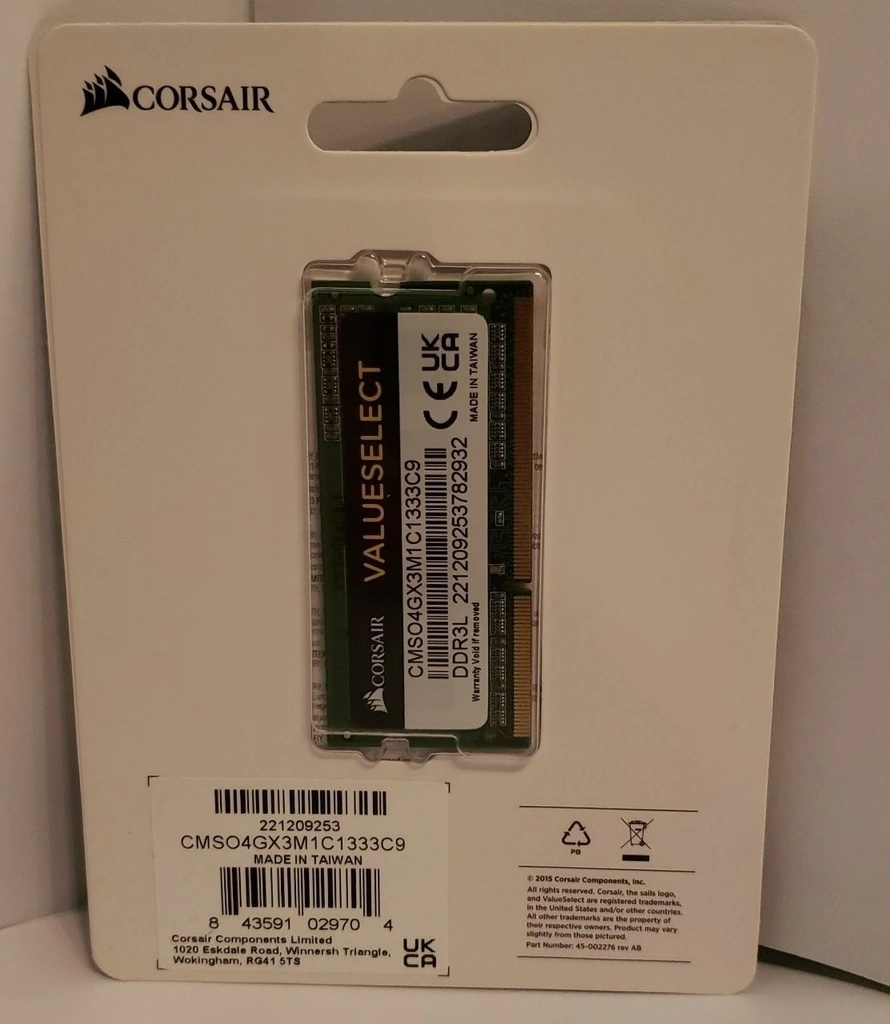 CORSAIR
CORSAIR VALUESELECT
CMSO4GX3M1C1333C9
DDR3L 221209253782932
Warranty Void If removed
CE UK
CA
MADE IN TAIWAN
221209253
CMSO4GX3M1C1333C9
MADE IN TAIWAN
8 43591 02970 4
Corsair Components Limited
1020 Eskdale Road, Winnersh Triangle,
Wokingham, RG41 5TS
UK
CA
PB
© 2015 Corsair Components, Inc.
All rights reserved. Corsair, the sails logo,
and ValueSelect are registered trademarks,
in the United States and/or other countries.
All other trademarks are the property of
their respective owners. Product may vary
slightly from those pictured.
Part Number: 45-002276 rev AB